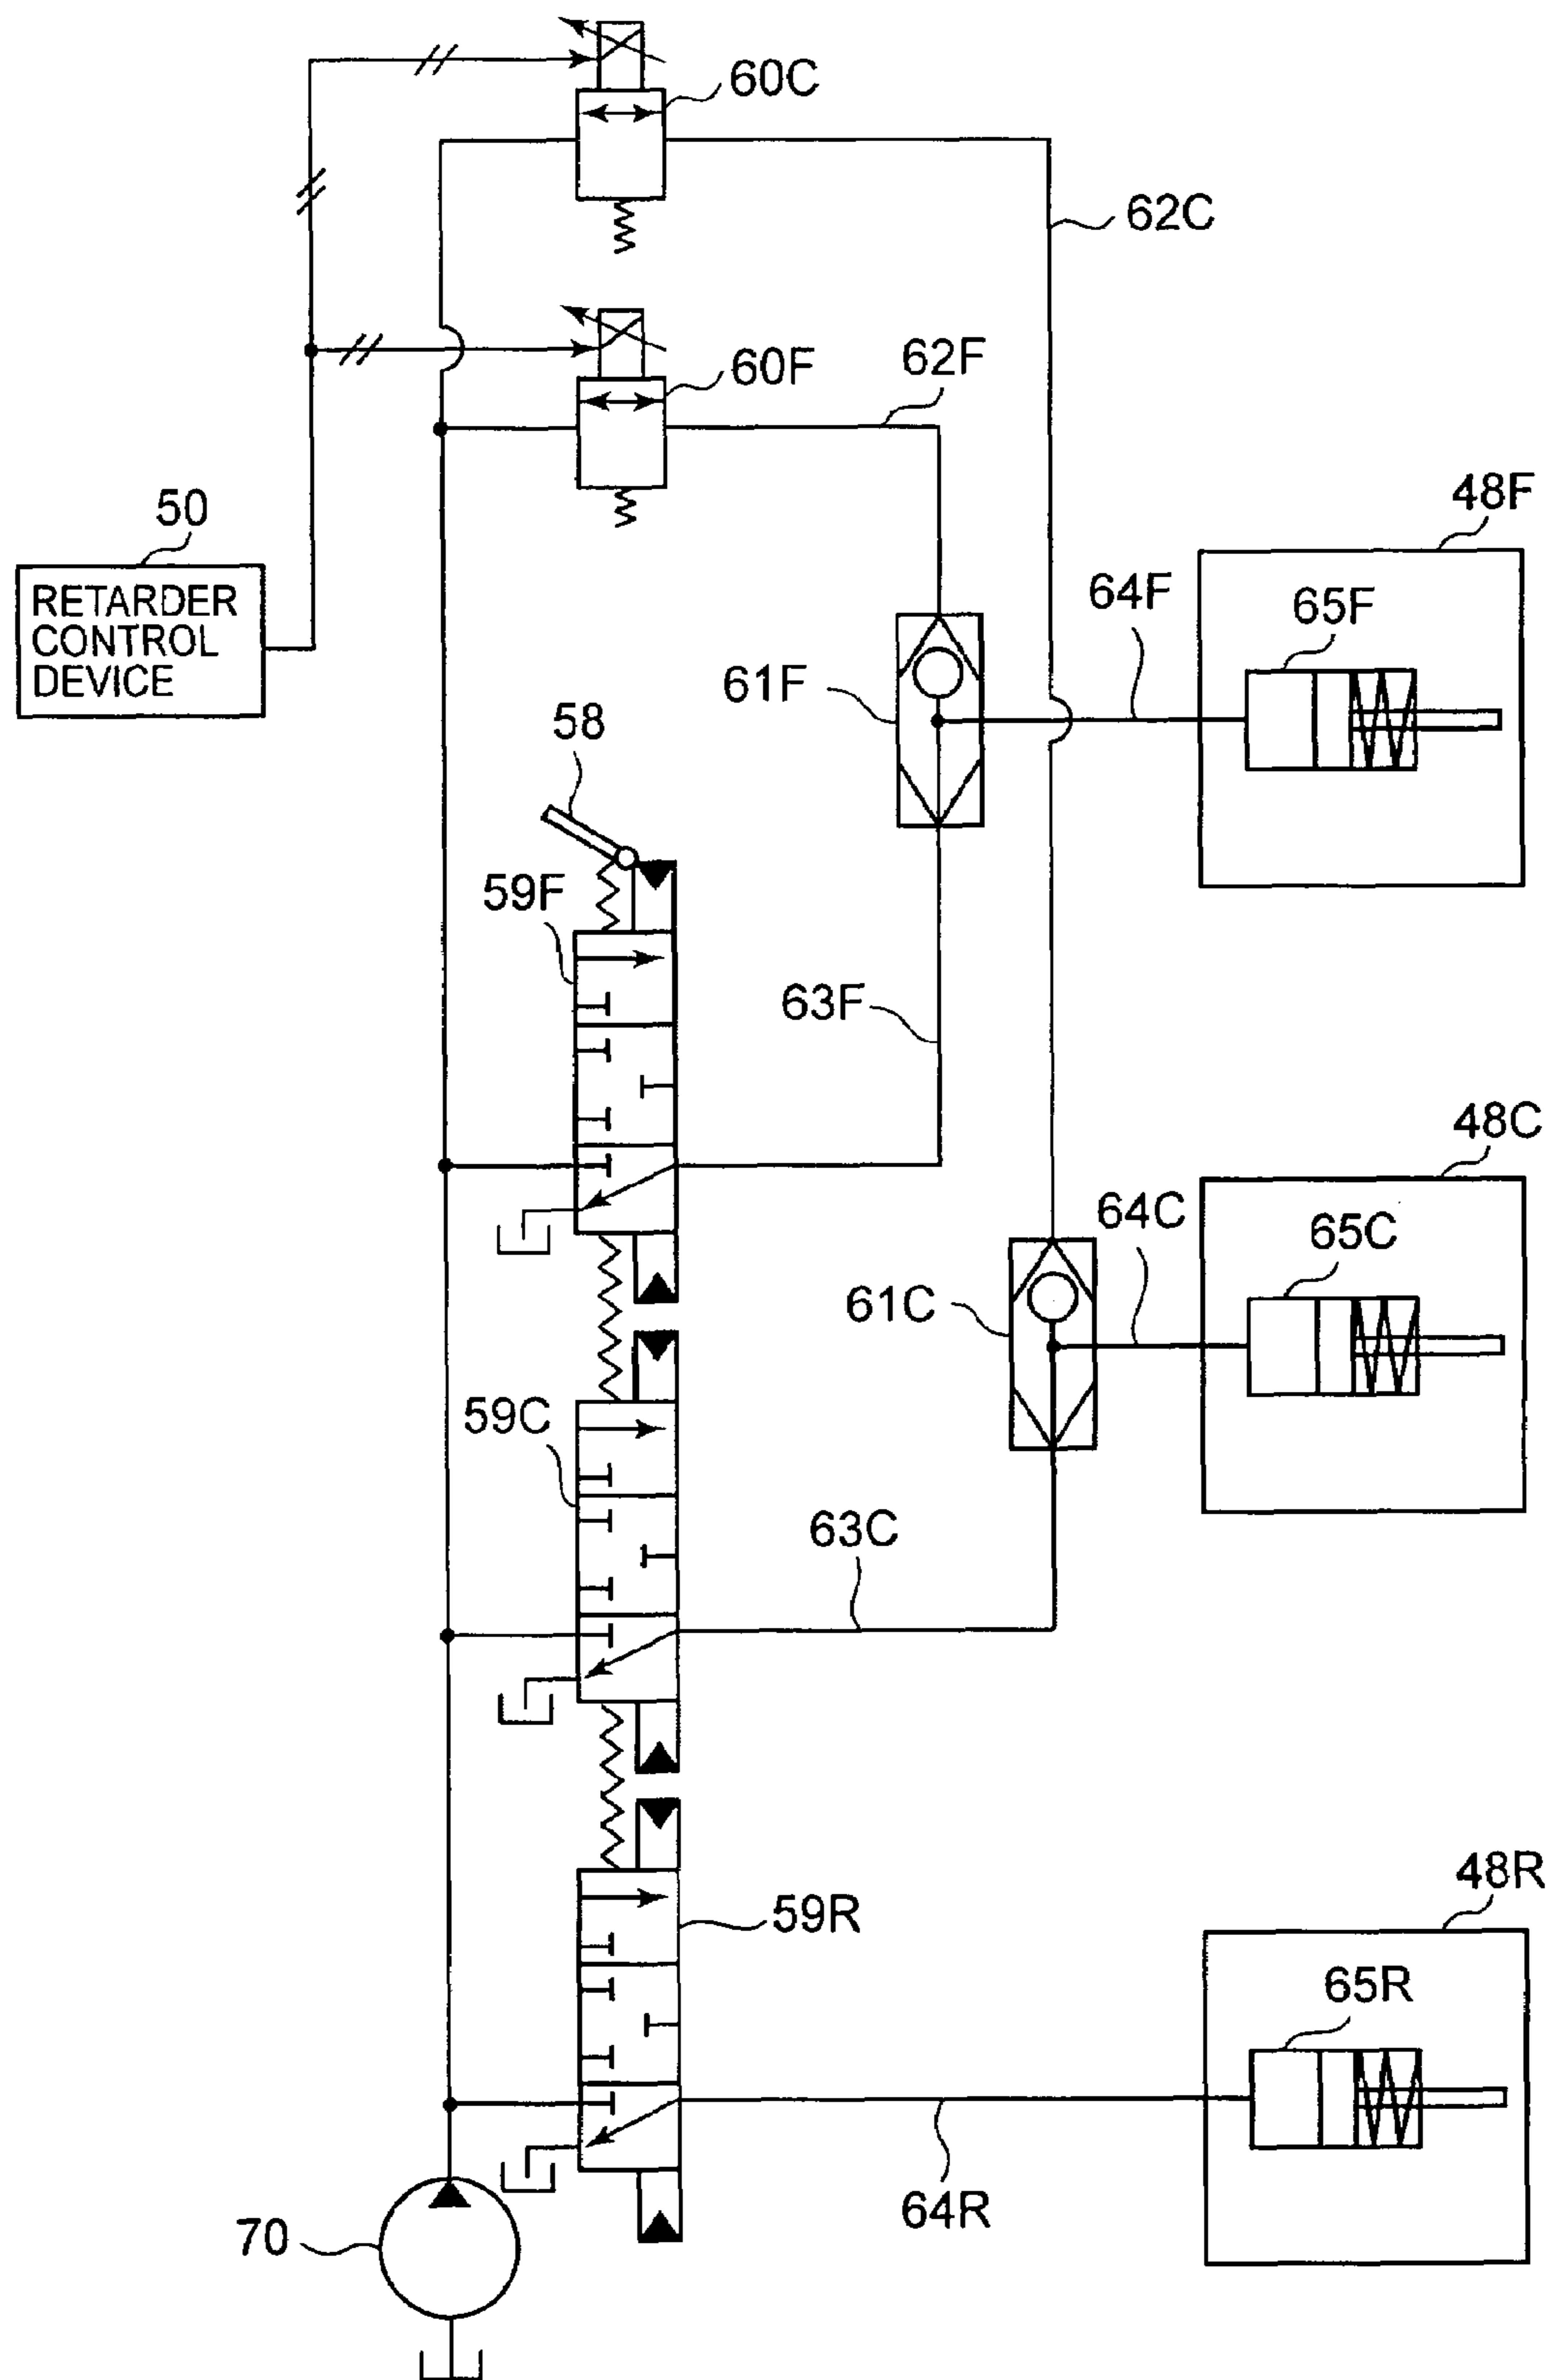 60C
62C
60F
62F
50
RETARDER
CONTROL
DEVICE
48F
64F
65F
61F
58
59F
63F
48C
64C
65C
61C
59C
63C
59R
48R
65R
64R
70